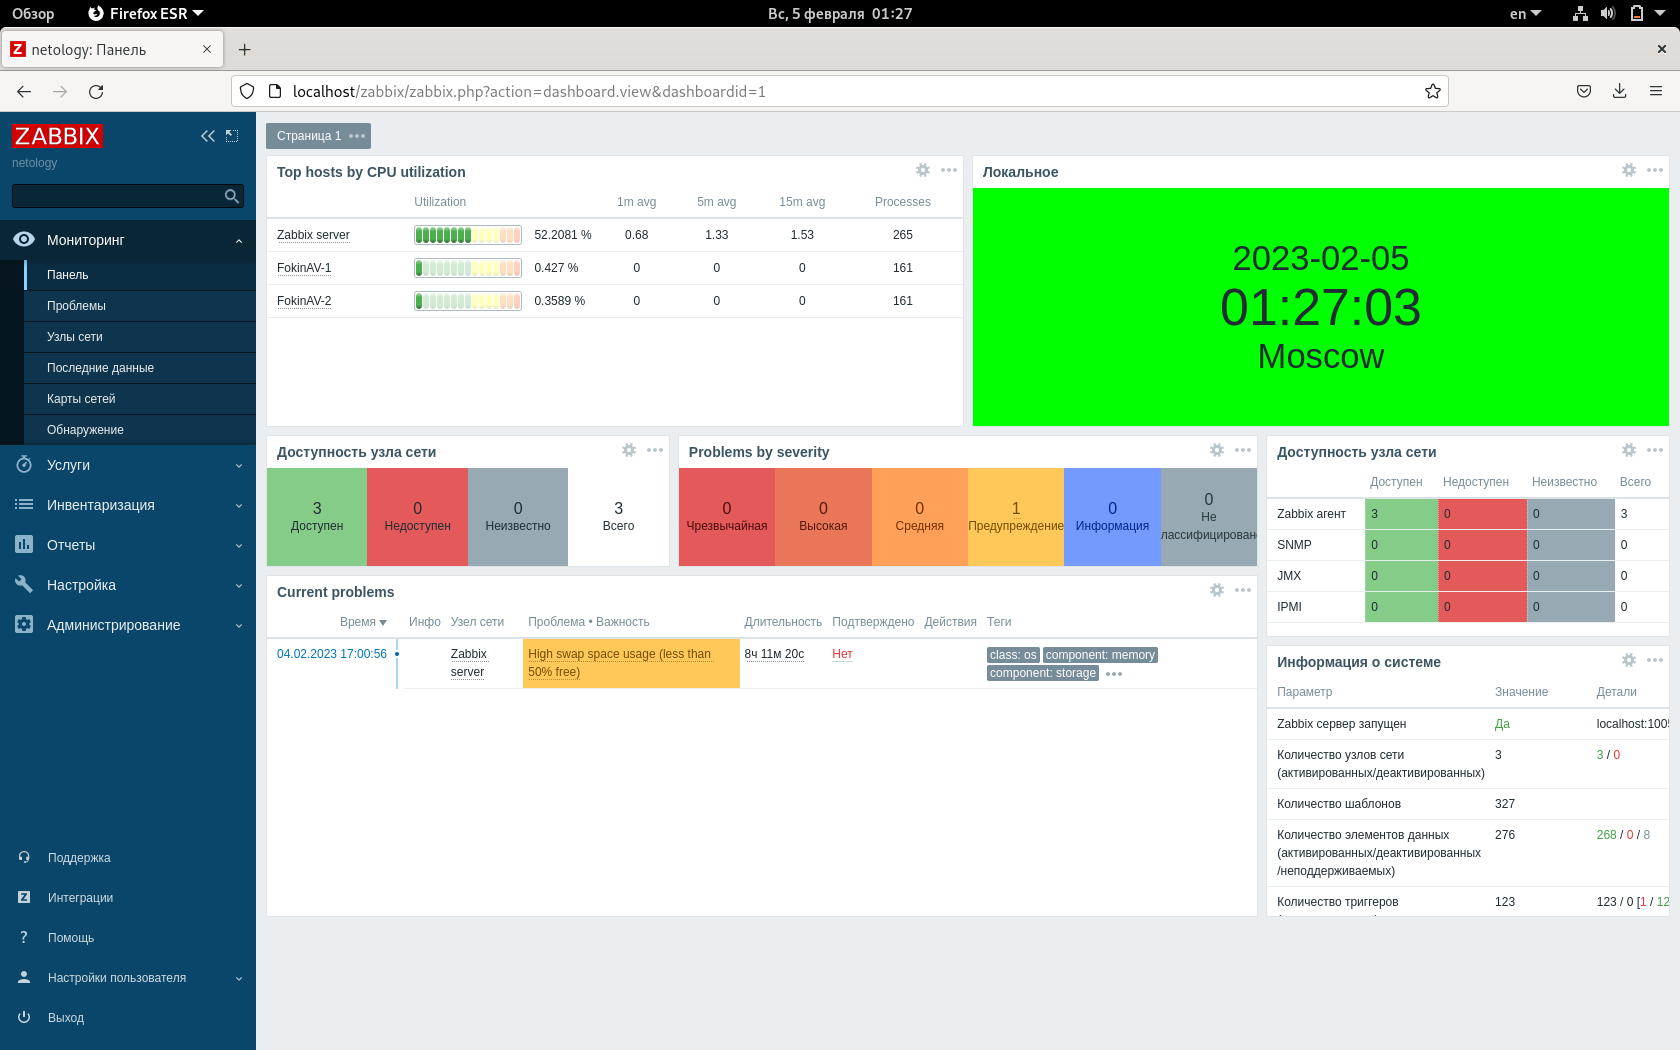 Обзор
Firefox ESR
Вс, 5 февраля 01:27
en
netology: Панель
localhost/zabbix/zabbix.php?action=dashboard.view&dashboardid=1
ZABBIX
netology
Мониторинг
Панель
Проблемы
Узлы сети
Последние данные
Карты сетей
Обнаружение
Услуги
Инвентаризация
Отчеты
Настройка
Администрирование
Поддержка
Интеграции
Помощь
Настройки пользователя
Выход
Страница 1
Top hosts by CPU utilization
Utilization 1m avg 5m avg 15m avg Processes
Zabbix server 52.2081 % 0.68 1.33 1.53 265
FokinAV-1 0.427 % 0 0 0 161
FokinAV-2 0.3589 % 0 0 0 161
Локальное
2023-02-05
01:27:03
Moscow
Доступность узла сети
3 0 0 3
Доступен Недоступен Неизвестно Всего
Problems by severity
0 0 0 1 0 0
Чрезвычайная Высокая Средняя Предупреждение Информация Не
лассифицирован
Доступность узла сети
Доступен Недоступен Неизвестно Всего
Zabbix агент 3 0 0 3
SNMP 0 0 0 0
JMX 0 0 0 0
IPMI 0 0 0 0
Current problems
Время Инфо Узел сети Проблема • Важность Длительность Подтверждено Действия Теги
04.02.2023 17:00:56 Zabbix High swap space usage (less than 8ч 11м 20с Нет class: os component: memory
server 50% free) component: storage
Информация о системе
Параметр Значение Детали
Zabbix сервер запущен Да localhost:1005
Количество узлов сети 3 3 / 0
(активированных/деактивированных)
Количество шаблонов 327
Количество элементов данных 276 268 / 0 / 8
(активированных/деактивированных
/неподдерживаемых)
Количество триггеров 123 123 / 0 [1 / 12